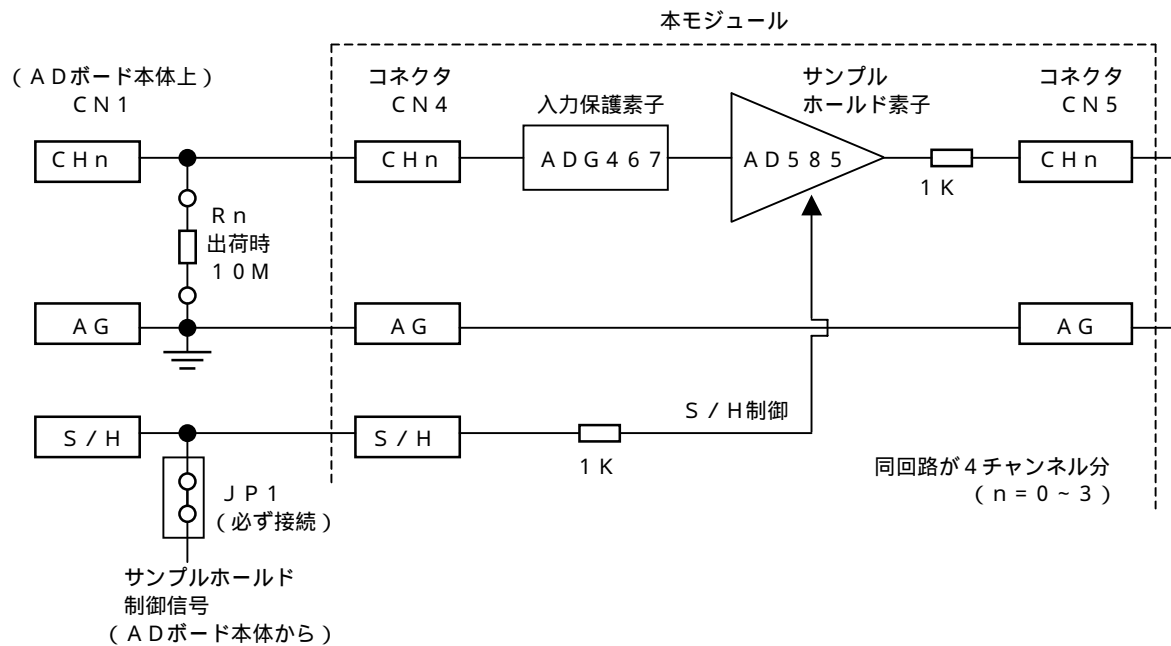 本モジュール
（ＡＤボード本体上）
ＣＮ１
コネクタ
ＣＮ４
入力保護素子
サンプル
ホールド素子
コネクタ
ＣＮ５
ＣＨｎ
ＣＨｎ
ＡＤＧ４６７
ＡＤ５８５
１Ｋ
ＣＨｎ
Ｒｎ
出荷時
１０Ｍ
ＡＧ
ＡＧ
ＡＧ
Ｓ／Ｈ
Ｓ／Ｈ
１Ｋ
Ｓ／Ｈ制御
同回路が４チャンネル分
（ｎ＝０～３）
ＪＰ１
（必ず接続）
サンプルホールド
制御信号
（ＡＤボード本体から）